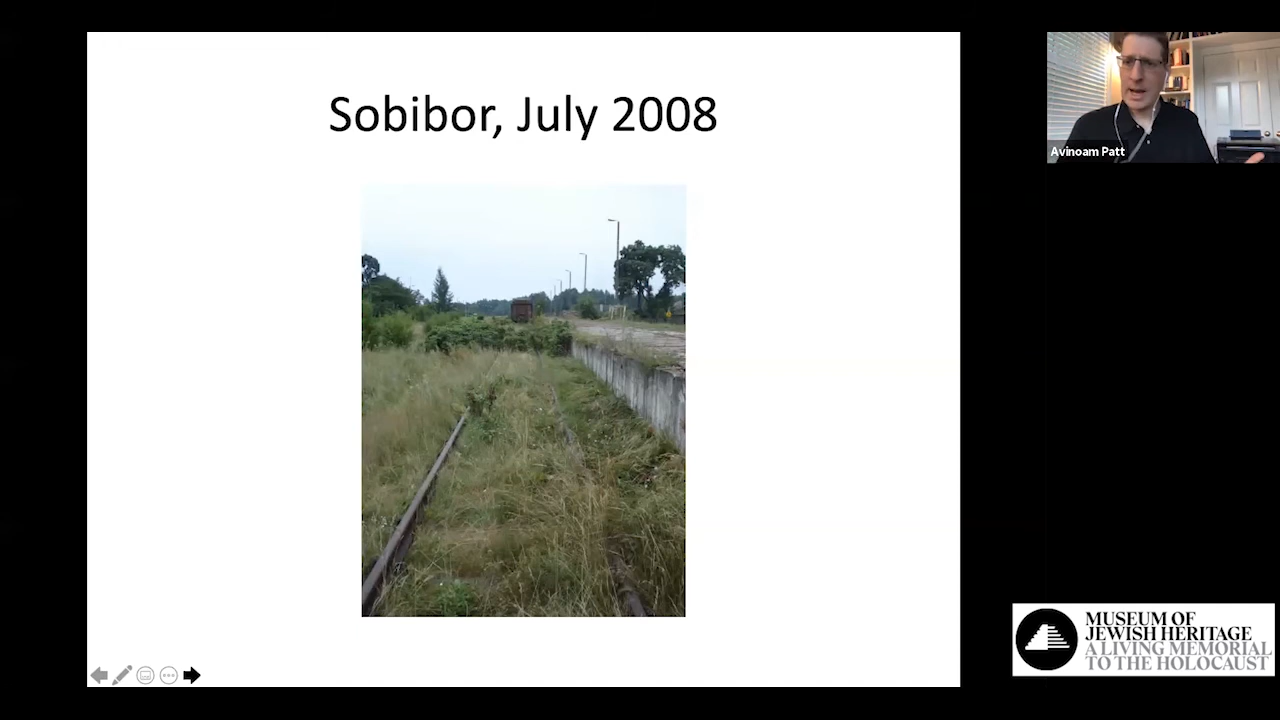 Sobibor, July 2008
Avinoam Patt
MUSEUM OF
JEWISH HERITAGE
A LIVING MEMORIAL
TO THE HOLOCAUST